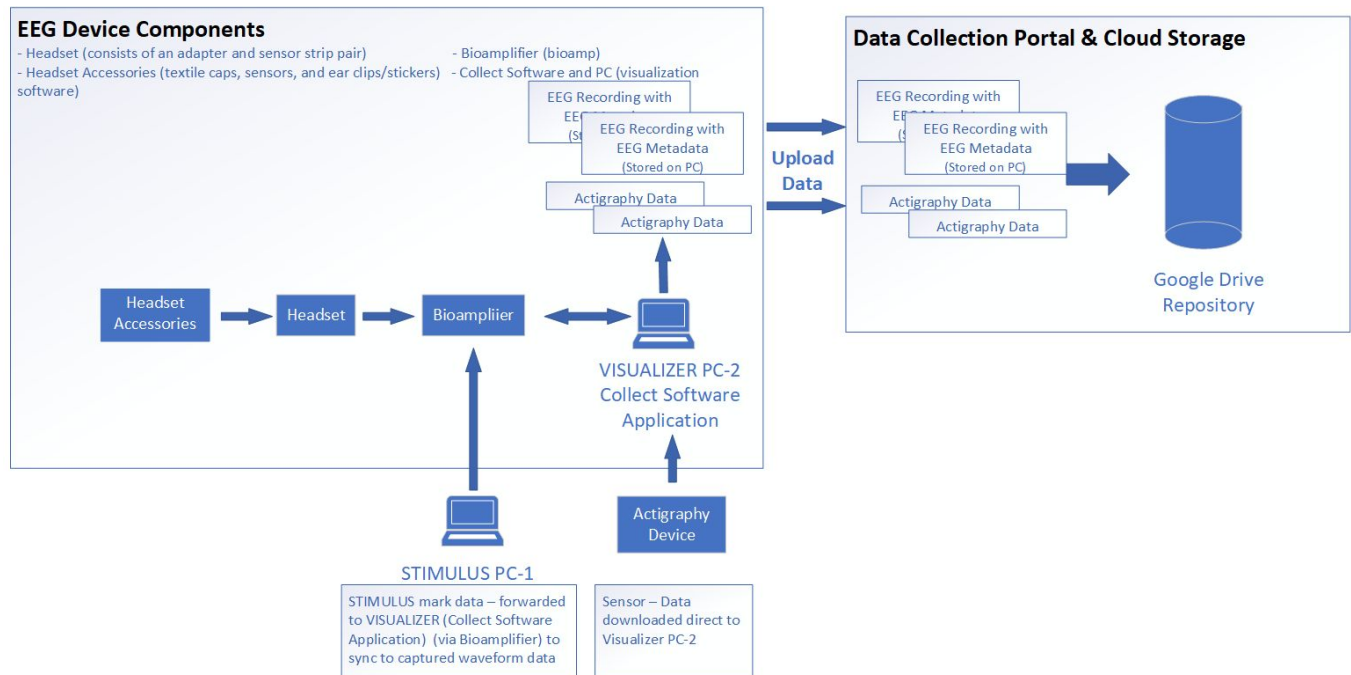 EEG Device Components
- Headset (consists of an adapter and sensor strip pair) - Bioamplifier (bioamp)
- Headset Accessories (textile caps, sensors, and ear clips/stickers) - Collect Software and PC (visualization
software)
EEG Recording with
EEG
EEG Recording with
EEG Metadata
(Stored on PC)
Actigraphy Data
Actigraphy Data
Upload
Data
Data Collection Portal & Cloud Storage
EEG Recording with
EEG
EEG Recording with
EEG Metadata
(Stored on PC)
Actigraphy Data
Actigraphy Data
Google Drive
Repository
Headset
Accessories
Headset
Bioampliier
VISUALIZER PC-2
Collect Software
Application
Actigraphy
Device
STIMULUS PC-1
STIMULUS mark data – forwarded
to VISUALIZER (Collect Software
Application) (via Bioamplifier) to
sync to captured waveform data
Sensor – Data
downloaded direct to
Visualizer PC-2